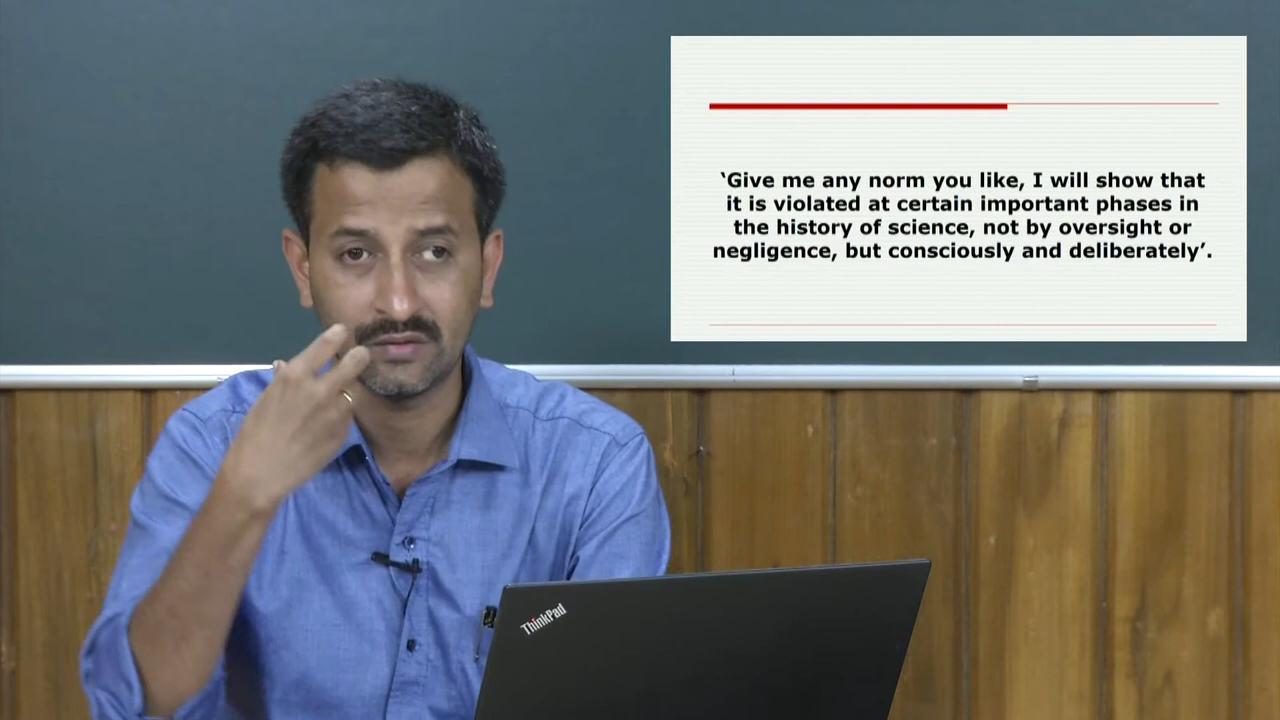 ‘Give me any norm you like, I will show that
it is violated at certain important phases in
the history of science, not by oversight or
negligence, but consciously and deliberately’.
ThinkPad